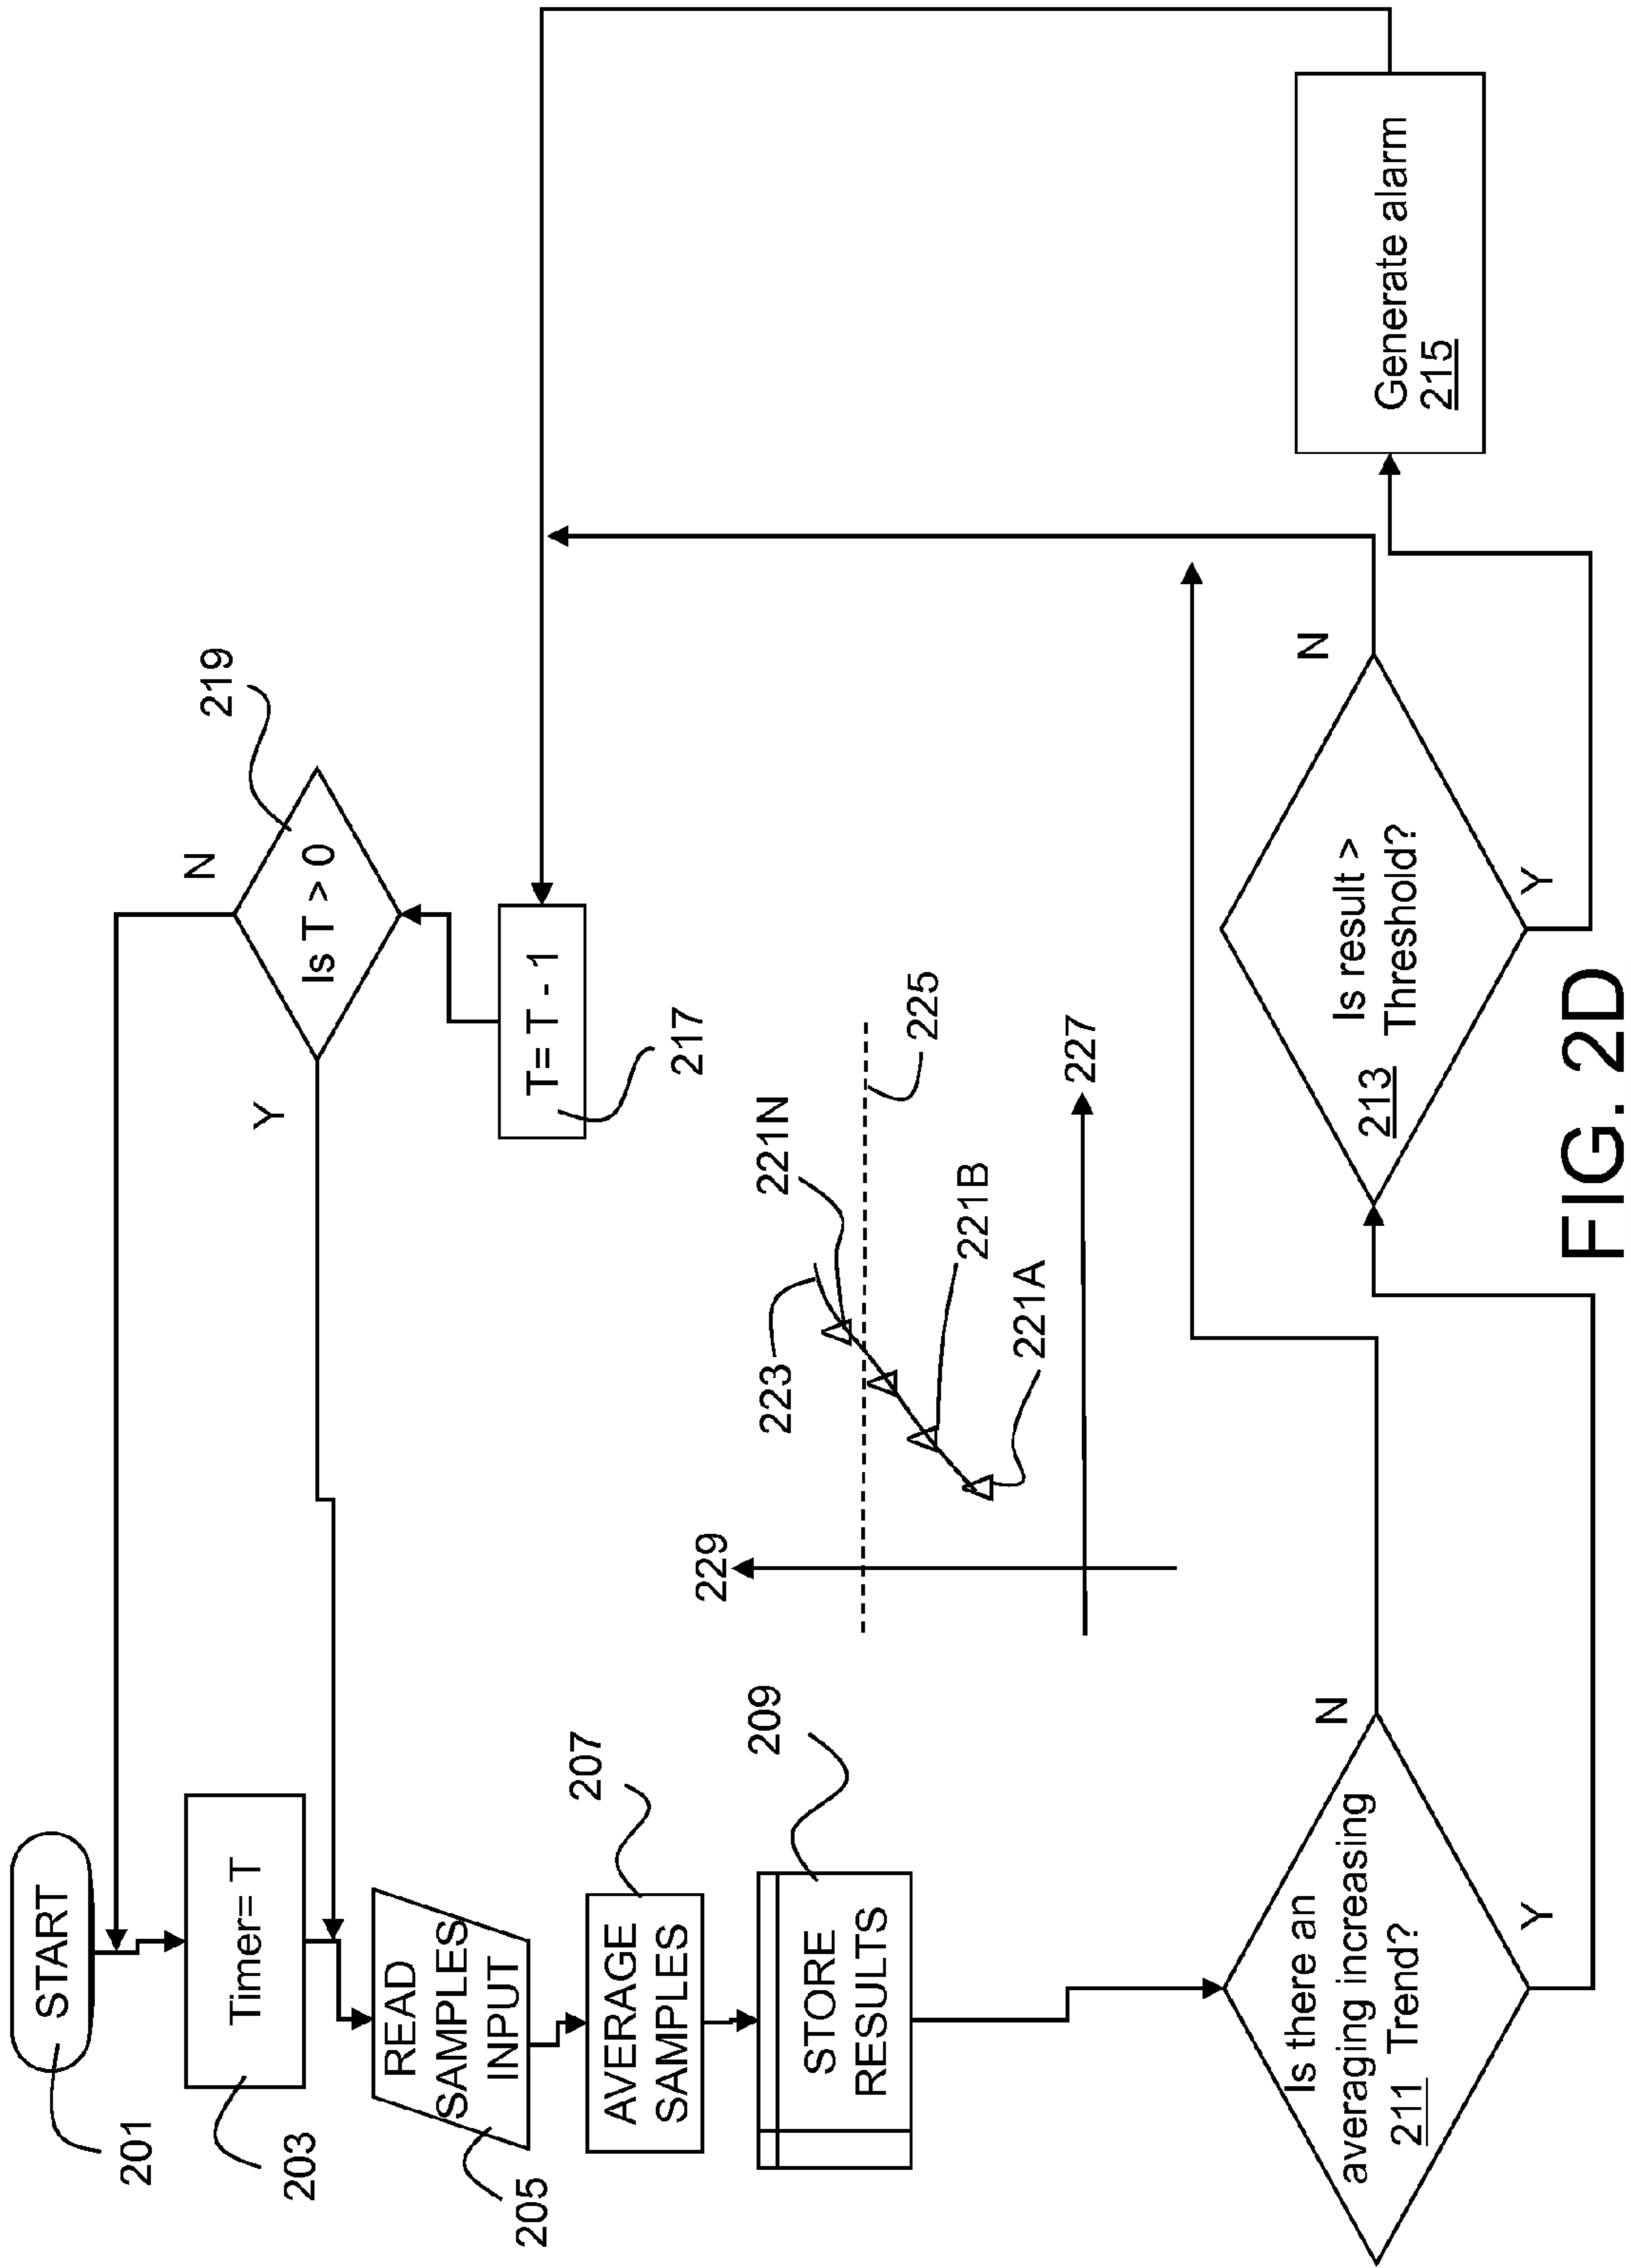 START
201
Timer= T
203
READ
SAMPLES
INPUT
205
AVERAGE
SAMPLES
207
STORE
RESULTS
209
Is there an
averaging increasing
211 Trend?
N
Y
Is result >
Threshold?
213
N
Y
Generate alarm
215
T= T - 1
217
Is T > 0
219
N
Y
229
223
221N
225
221B
221A
227
FIG. 2D